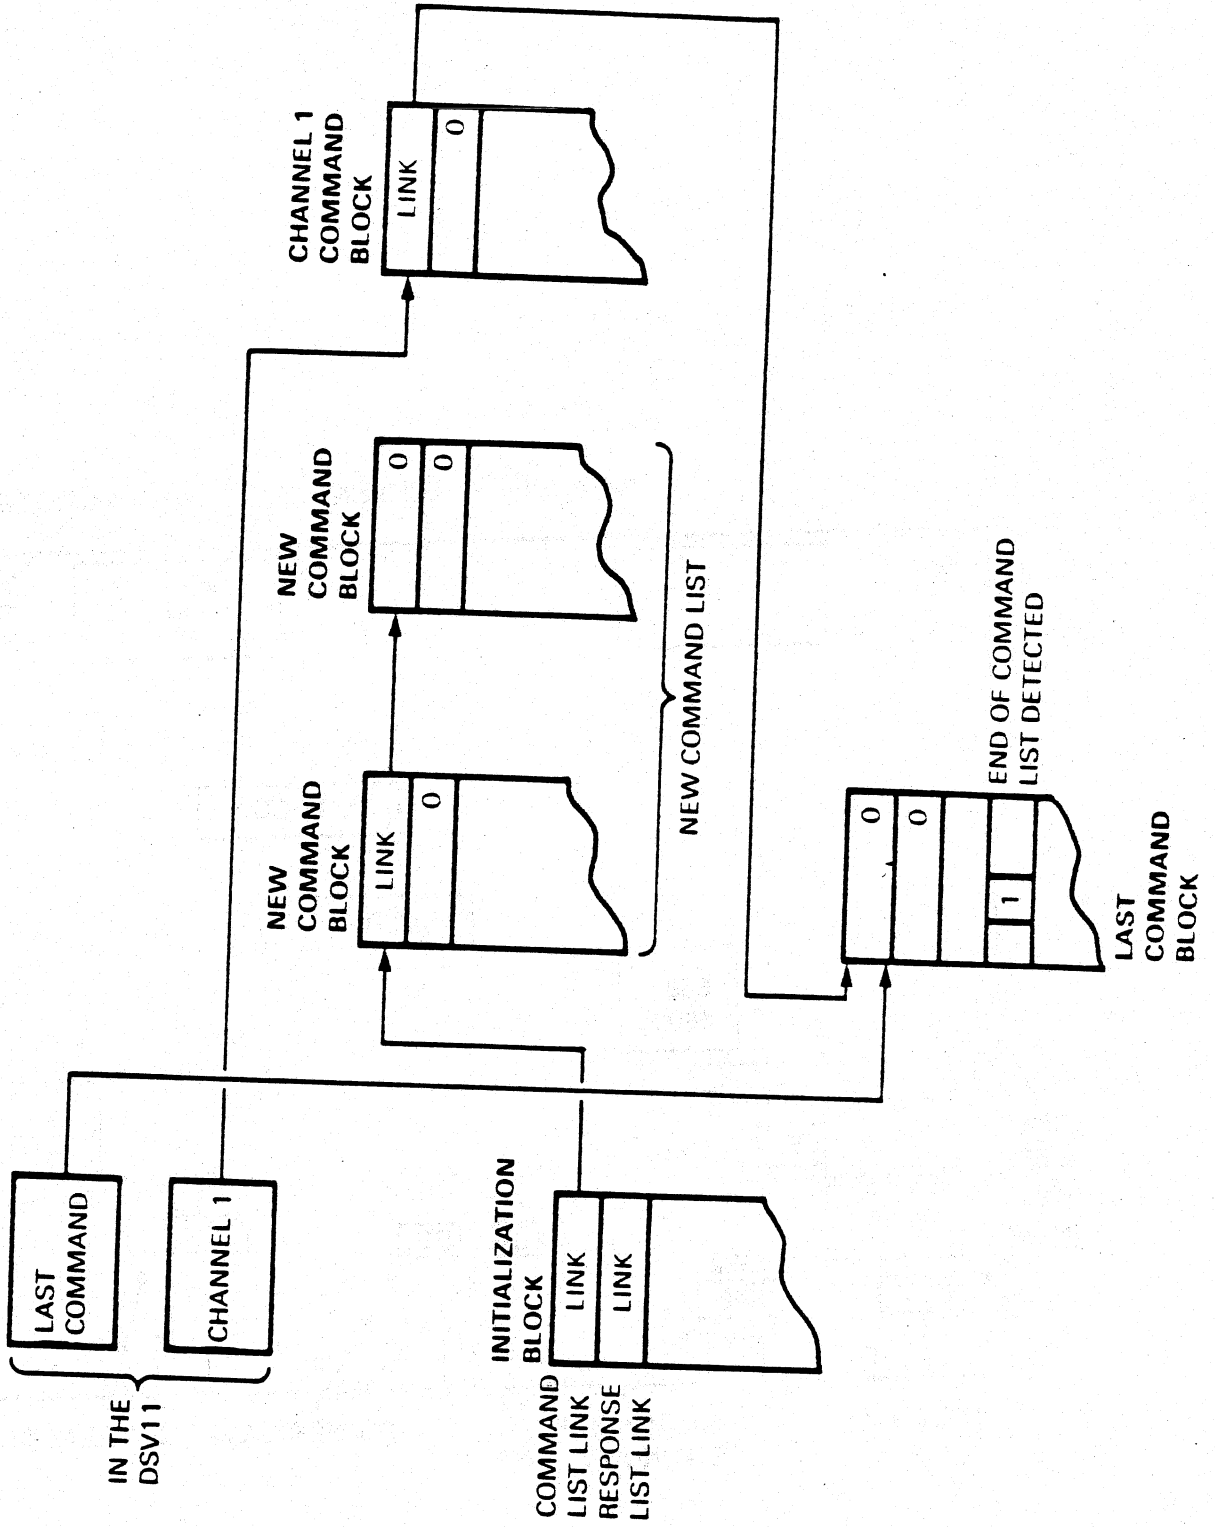 IN THE
DSV11
LAST
COMMAND
CHANNEL 1
COMMAND
LIST LINK
RESPONSE
LIST LINK
INITIALIZATION
BLOCK
LINK
LINK
NEW
COMMAND
BLOCK
LINK
0
NEW
COMMAND
BLOCK
0
0
NEW COMMAND LIST
CHANNEL 1
COMMAND
BLOCK
LINK
0
0
0
1
END OF COMMAND
LIST DETECTED
LAST
COMMAND
BLOCK